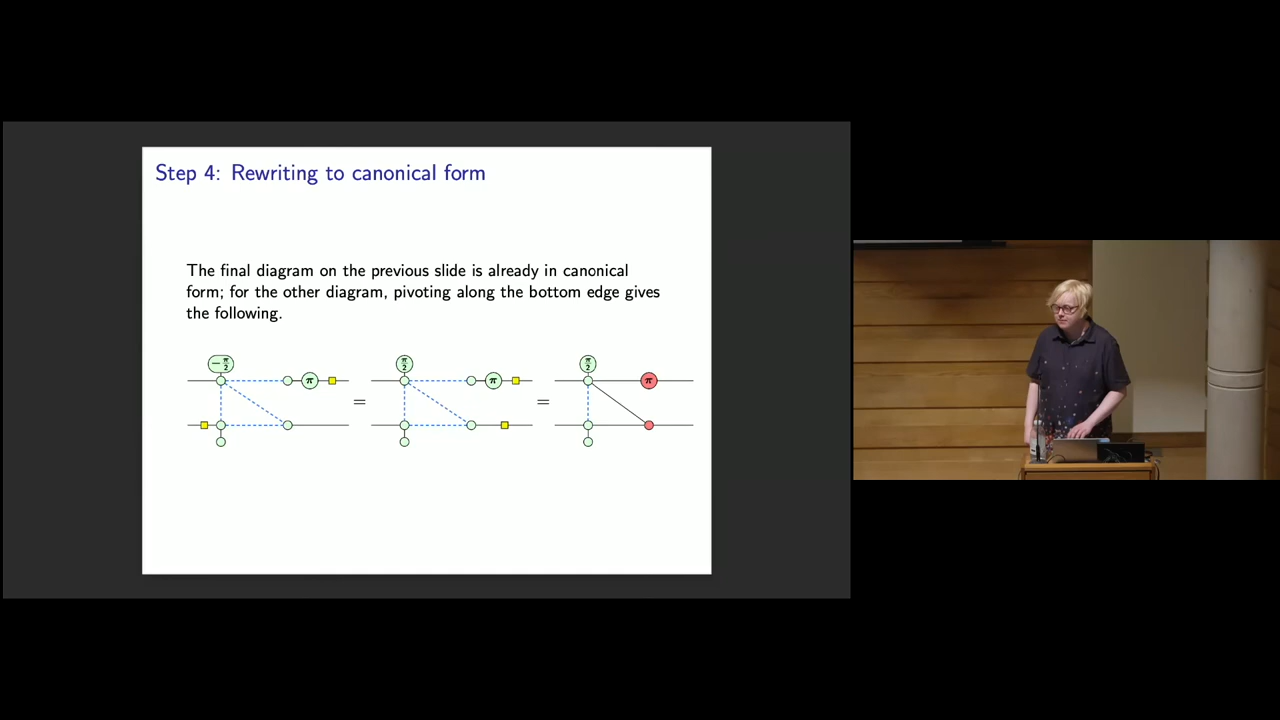 Step 4: Rewriting to canonical form
The final diagram on the previous slide is already in canonical
form; for the other diagram, pivoting along the bottom edge gives
the following.
−π/2 π = π/2 π = π/2 π